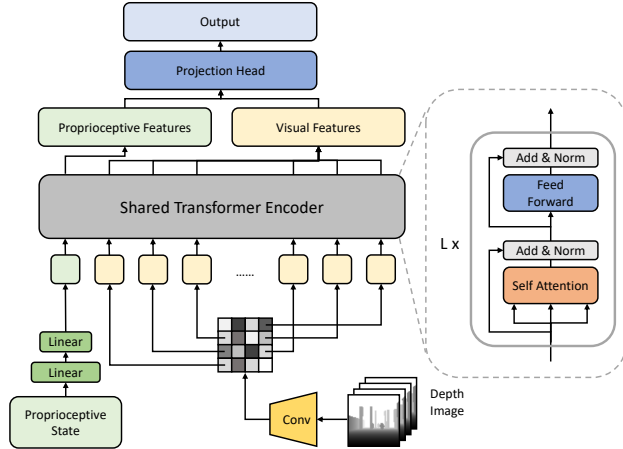 Output
Projection Head
Proprioceptive Features
Visual Features
Shared Transformer Encoder
......
Linear
Linear
Proprioceptive
State
Conv
Depth
Image
L x
Add & Norm
Feed
Forward
Add & Norm
Self Attention